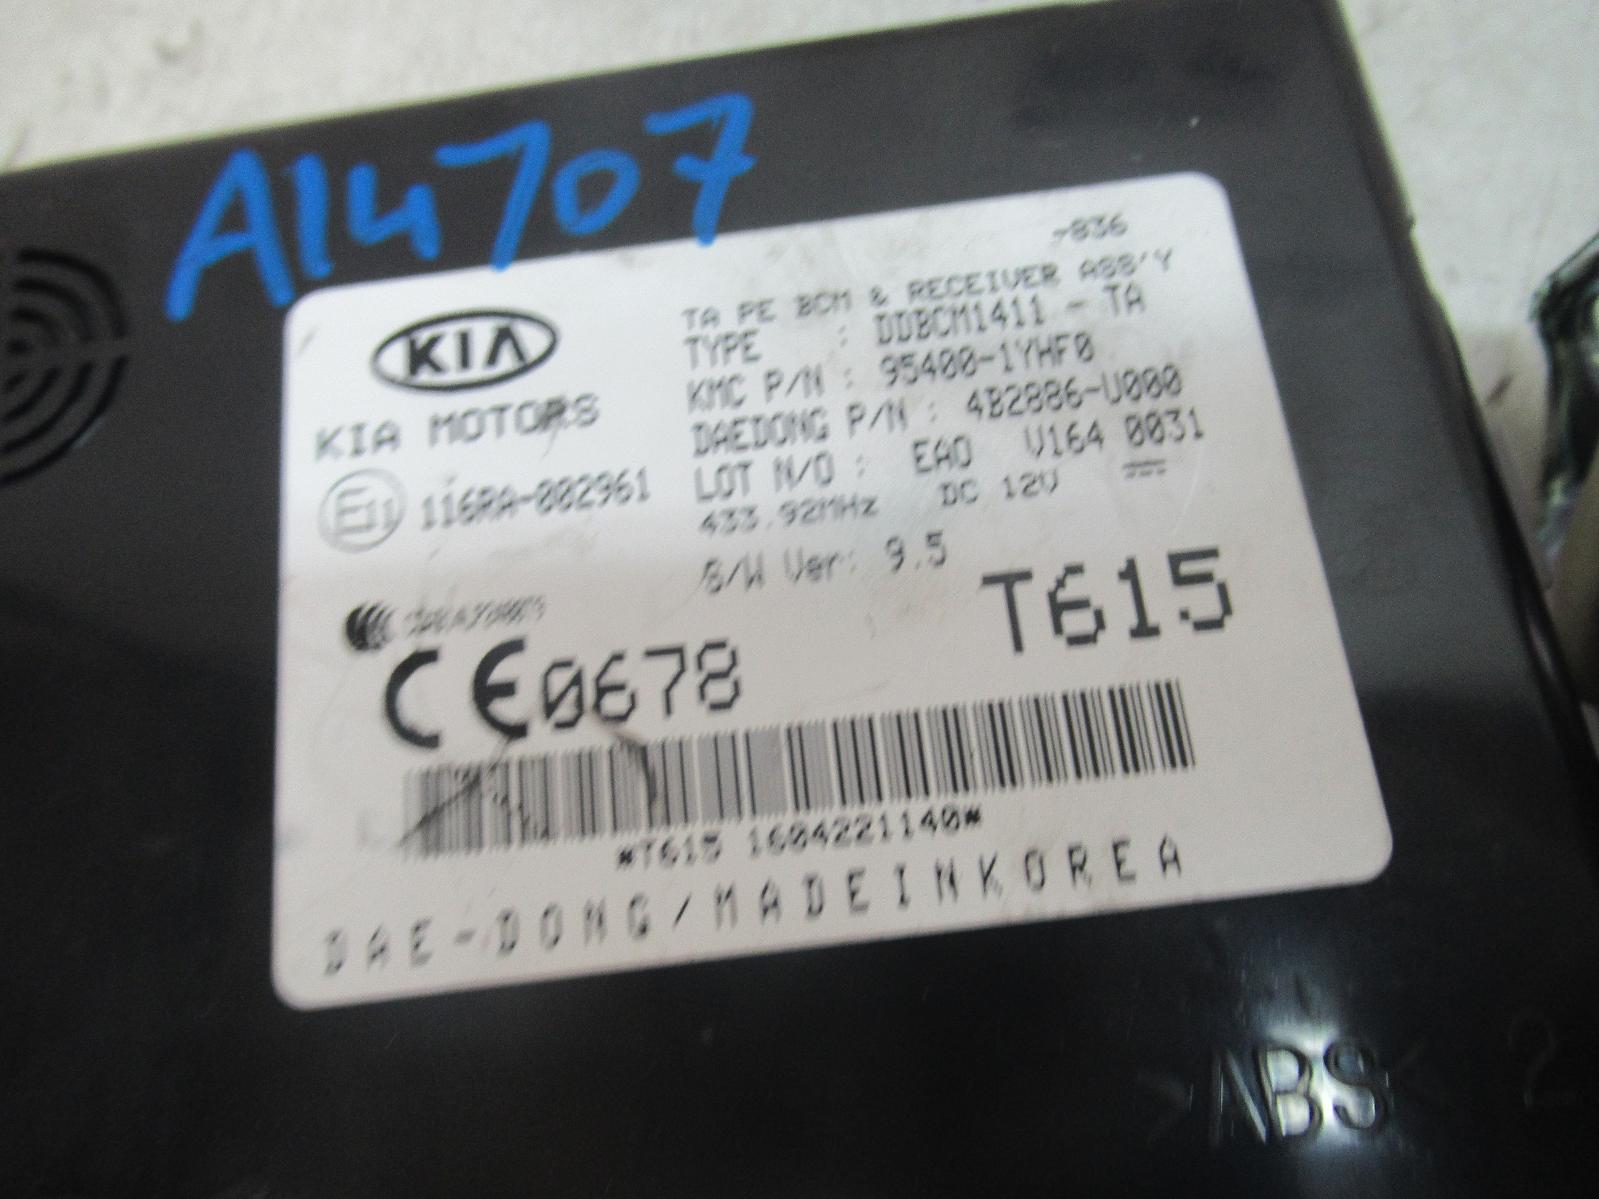 A14707
-836
KIA
KIA MOTORS
TA PE BCM & RECEIVER ASS'Y
TYPE : DDBCM1411 - TA
KMC P/N : 95400-1YHF0
DAEDONG P/N : 4B2886-U000
LOT N/O : EAO V164 0031
433.92MHz DC 12V
S/W Ver: 9.5
E11 116RA-002961
CE0678
T615
*T615 1604221140*
DAE-DONG/MADEINKOREA
>ABS<